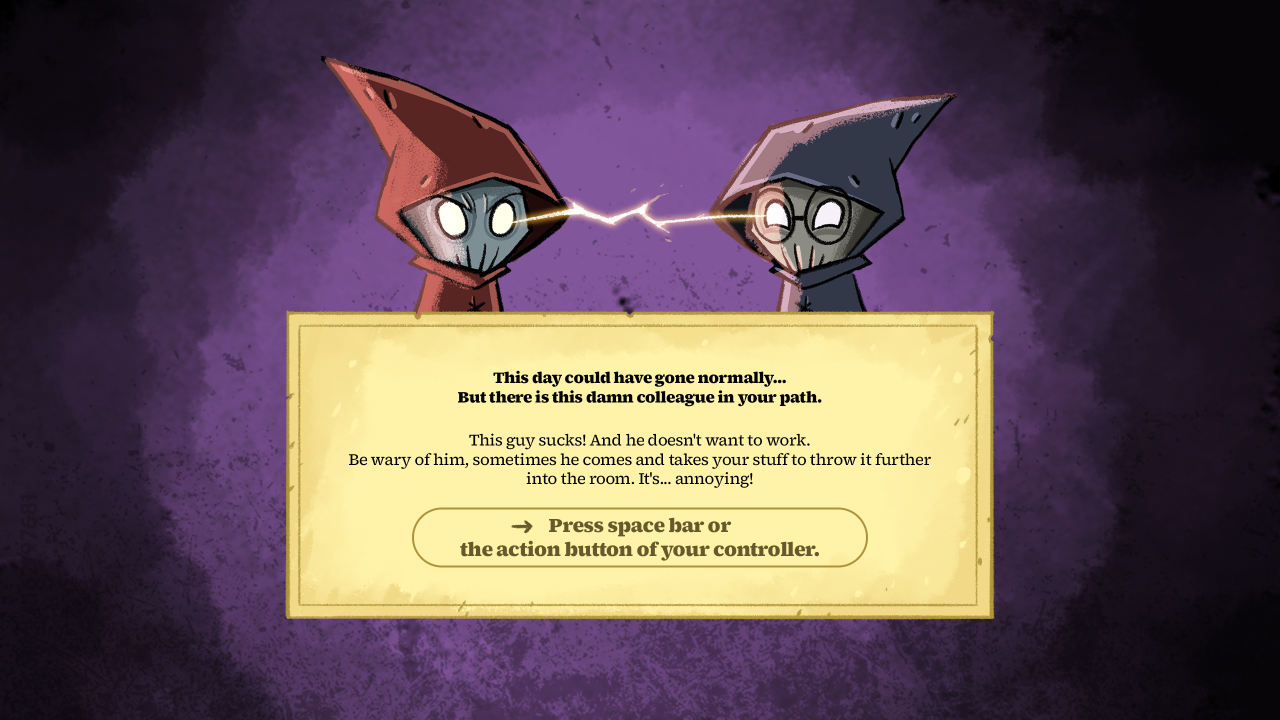 This day could have gone normally...
But there is this damn colleague in your path.
This guy sucks! And he doesn't want to work.
Be wary of him, sometimes he comes and takes your stuff to throw it further
into the room. It's... annoying!
→ Press space bar or
the action button of your controller.